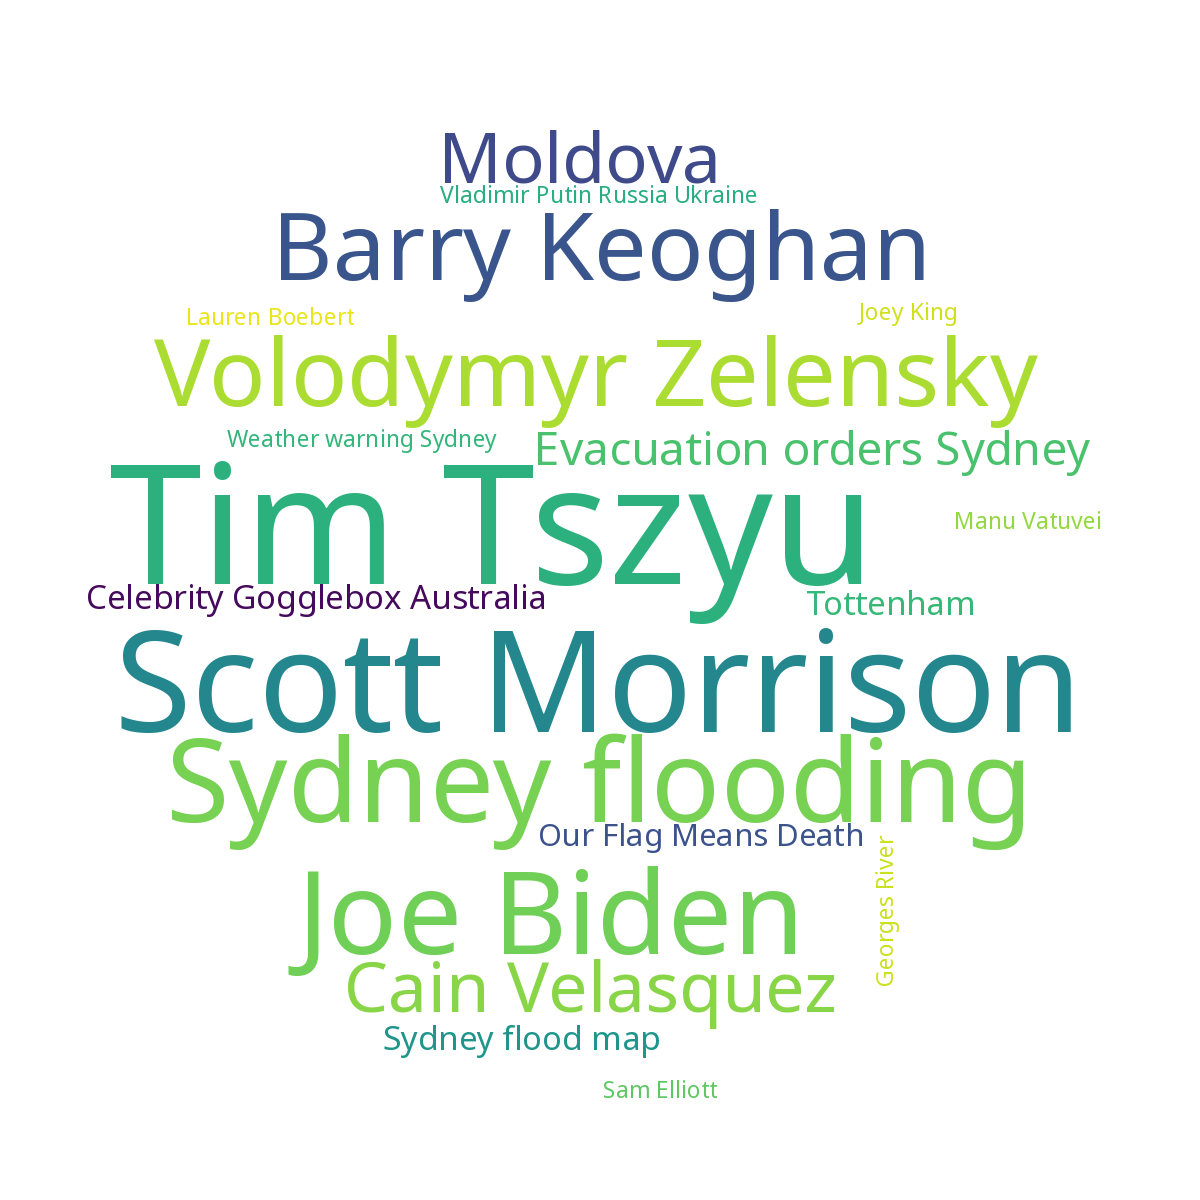 Moldova
Vladimir Putin Russia Ukraine
Barry Keoghan
Lauren Boebert
Joey King
Volodymyr Zelensky
Weather warning Sydney
Evacuation orders Sydney
Tim Tszyu
Manu Vatuvei
Celebrity Gogglebox Australia
Tottenham
Scott Morrison
Sydney flooding
Our Flag Means Death
Georges River
Joe Biden
Cain Velasquez
Sydney flood map
Sam Elliott